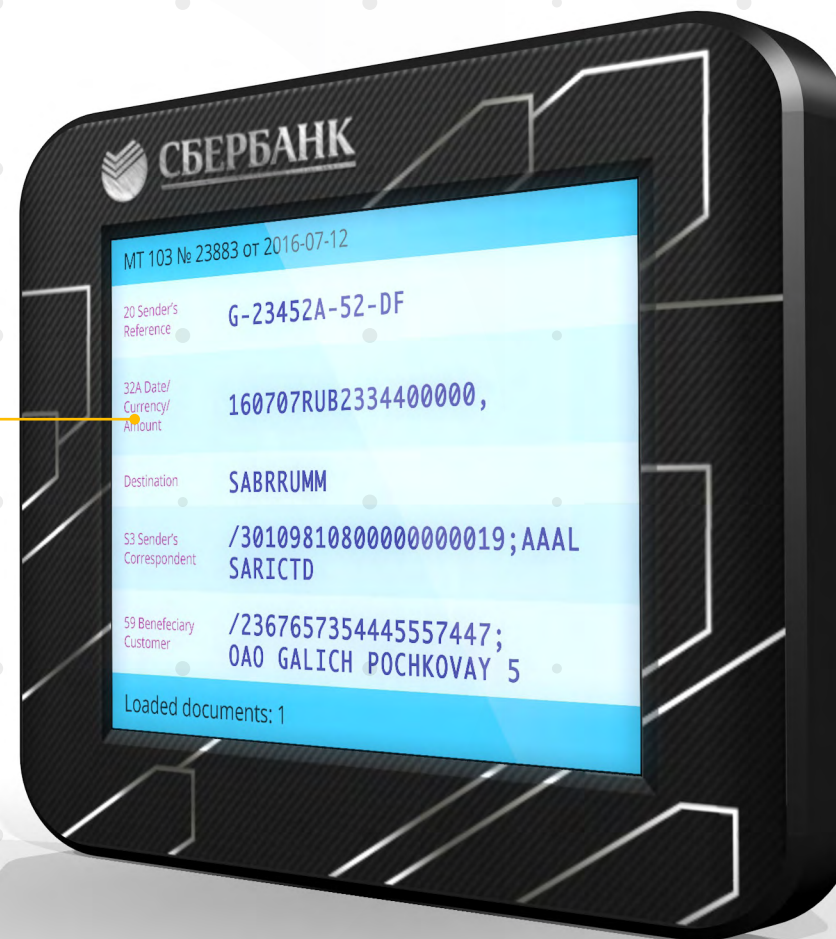 СБЕРБАНК
MT 103 № 23883 от 2016-07-12
20 Sender's
Reference
G-23452A-52-DF
32A Date/
Currency/
Amount
160707RUB2334400000,
Destination
SABRRUMM
53 Sender's
Correspondent
/30109810800000000019;AAAL
SARICTD
59 Benefeciary
Customer
/2367657354445557447;
OAO GALICH POCHKOVAY 5
Loaded documents: 1